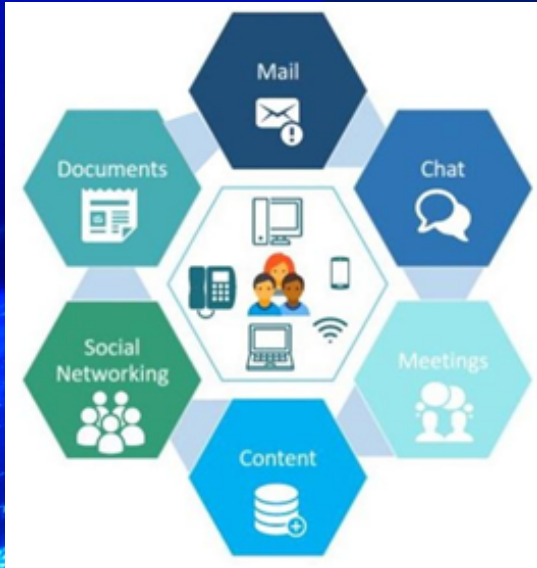 Mail
Documents
Chat
Social
Networking
Meetings
Content